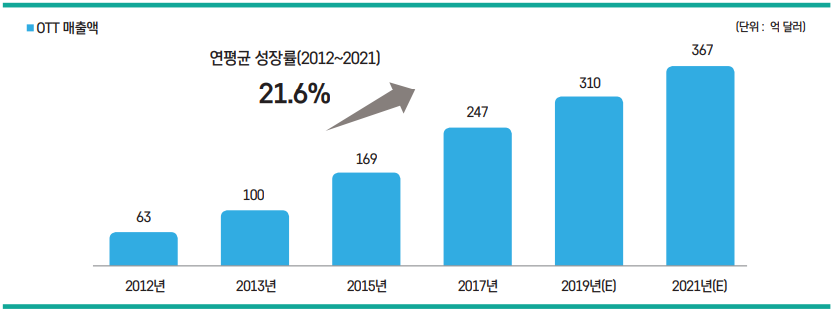 OTT 매출액
(단위 : 억 달러)
연평균 성장률(2012~2021)
21.6%
63
100
169
247
310
367
2012년
2013년
2015년
2017년
2019년(E)
2021년(E)